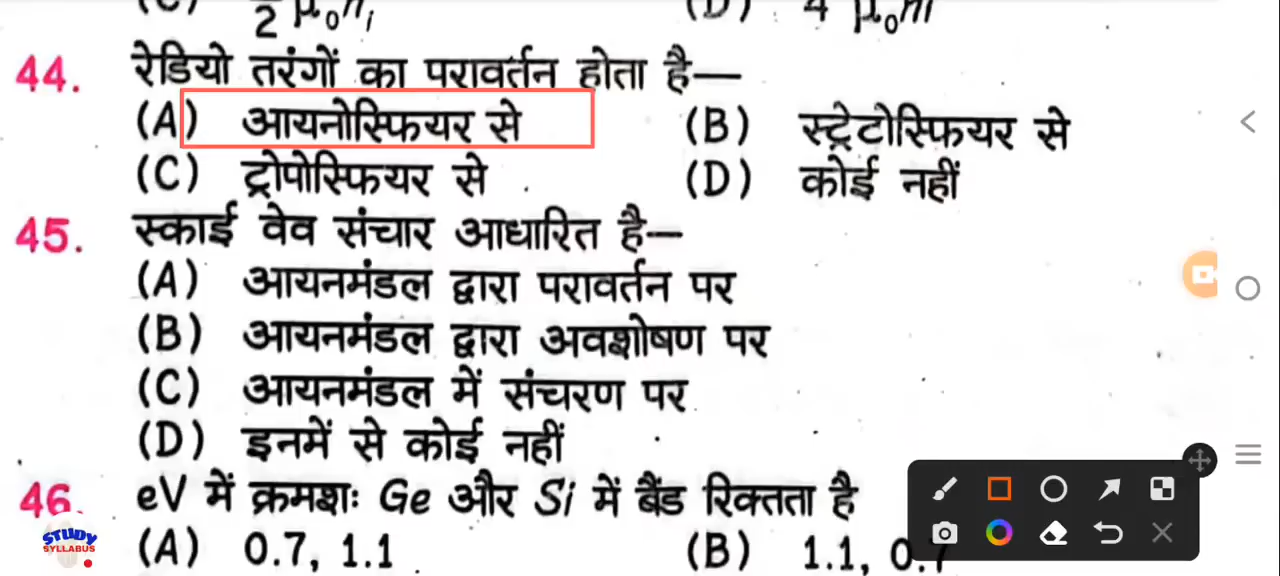 44. रेडियो तरंगों का परावर्तन होता है—
(A) आयनोस्फियर से (B) स्ट्रेटोस्फियर से
(C) ट्रोपोस्फियर से (D) कोई नहीं
45. स्काई वेव संचार आधारित है—
(A) आयनमंडल द्वारा परावर्तन पर
(B) आयनमंडल द्वारा अवशोषण पर
(C) आयनमंडल में संचरण पर
(D) इनमें से कोई नहीं
46. eV में क्रमशः Ge और Si में बैंड रिक्तता है
(A) 0.7, 1.1 (B) 1.1, 0.7
STUDY
SYLLABUS